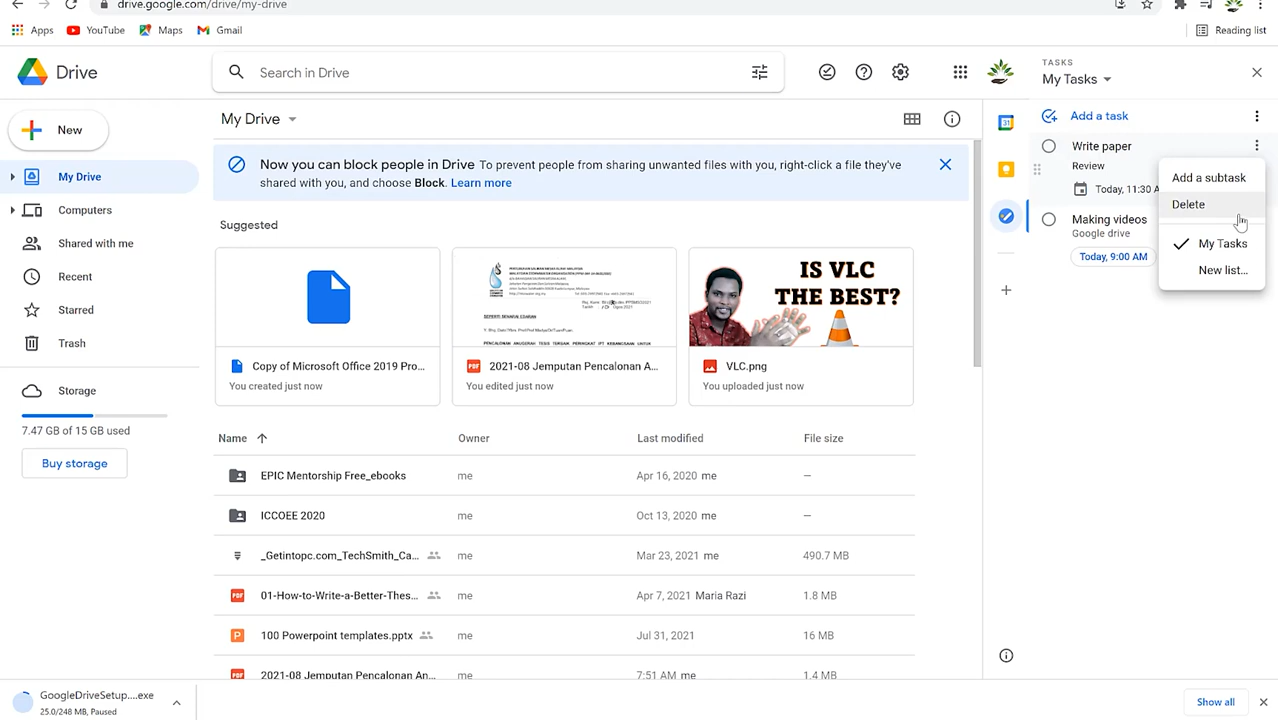 drive.google.com/drive/my-drive
Apps
YouTube
Maps
Gmail
Reading list
Drive
Search in Drive
TASKS
My Tasks
New
My Drive
Computers
Shared with me
Recent
Starred
Trash
Storage
7.47 GB of 15 GB used
Buy storage
My Drive
Now you can block people in Drive To prevent people from sharing unwanted files with you, right-click a file they've
shared with you, and choose Block. Learn more
Suggested
IS VLC
THE BEST?
Copy of Microsoft Office 2019 Pro...
You created just now
2021-08 Jemputan Pencalonan A...
You edited just now
VLC.png
You uploaded just now
Name Owner Last modified File size
EPIC Mentorship Free_ebooks me Apr 16, 2020 me –
ICCOEE 2020 me Oct 13, 2020 me –
_Getintopc.com_TechSmith_Ca... me Mar 23, 2021 me 490.7 MB
01-How-to-Write-a-Better-Thes... me Apr 7, 2021 Maria Razi 1.8 MB
100 Powerpoint templates.pptx me Jul 31, 2021 16 MB
2021-08 Jemputan Pencalonan An... me 7:51 AM me 1.4 MB
31
Add a task
Write paper
Review
Today, 11:30 A
Making videos
Google drive
Today, 9:00 AM
Add a subtask
Delete
My Tasks
New list...
GoogleDriveSetup....exe
25.0/248 MB, Paused
Show all